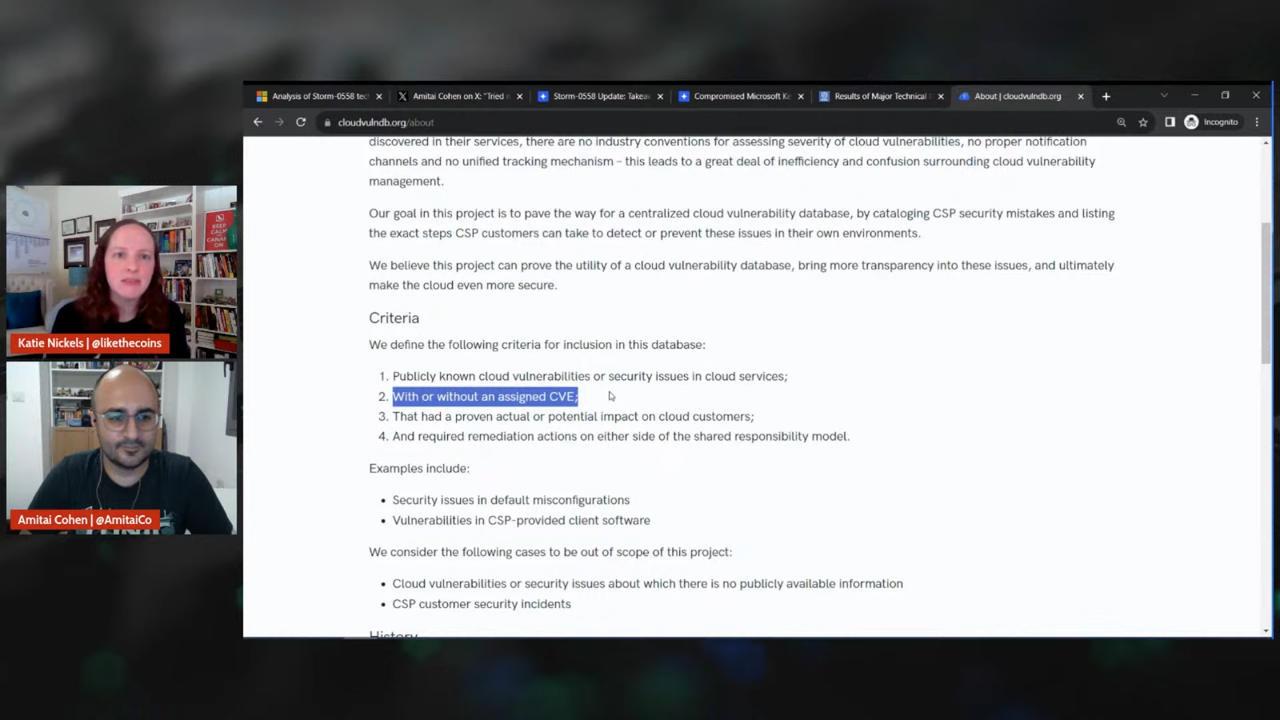 Analysis of Storm-0558 tec
Amitai Cohen on X: "Tried n
Storm-0558 Update: Takea
Compromised Microsoft Ke
Results of Major Technical
About | cloudvulndb.org
cloudvulndb.org/about
Incognito
discovered in their services, there are no industry conventions for assessing severity of cloud vulnerabilities, no proper notification
channels and no unified tracking mechanism – this leads to a great deal of inefficiency and confusion surrounding cloud vulnerability
management.
Our goal in this project is to pave the way for a centralized cloud vulnerability database, by cataloging CSP security mistakes and listing
the exact steps CSP customers can take to detect or prevent these issues in their own environments.
We believe this project can prove the utility of a cloud vulnerability database, bring more transparency into these issues, and ultimately
make the cloud even more secure.
Criteria
We define the following criteria for inclusion in this database:
1. Publicly known cloud vulnerabilities or security issues in cloud services;
2. With or without an assigned CVE;
3. That had a proven actual or potential impact on cloud customers;
4. And required remediation actions on either side of the shared responsibility model.
Examples include:
• Security issues in default misconfigurations
• Vulnerabilities in CSP-provided client software
We consider the following cases to be out of scope of this project:
• Cloud vulnerabilities or security issues about which there is no publicly available information
• CSP customer security incidents
History
KEEP
CALM
Katie Nickels | @likethecoins
Amitai Cohen | @AmitaiCo